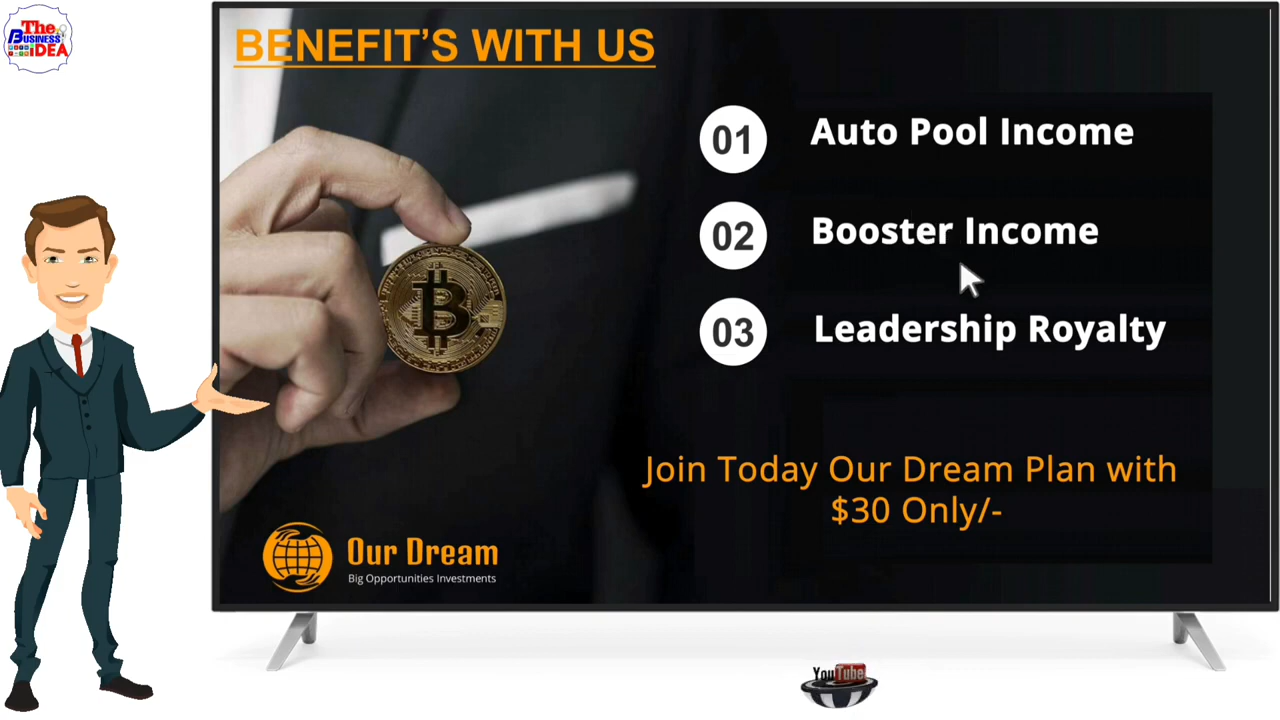 The
BUSiNESS
iDEA
BENEFIT’S WITH US
01
Auto Pool Income
02
Booster Income
03
Leadership Royalty
Join Today Our Dream Plan with
$30 Only/-
Our Dream
Big Opportunities Investments
YouTube